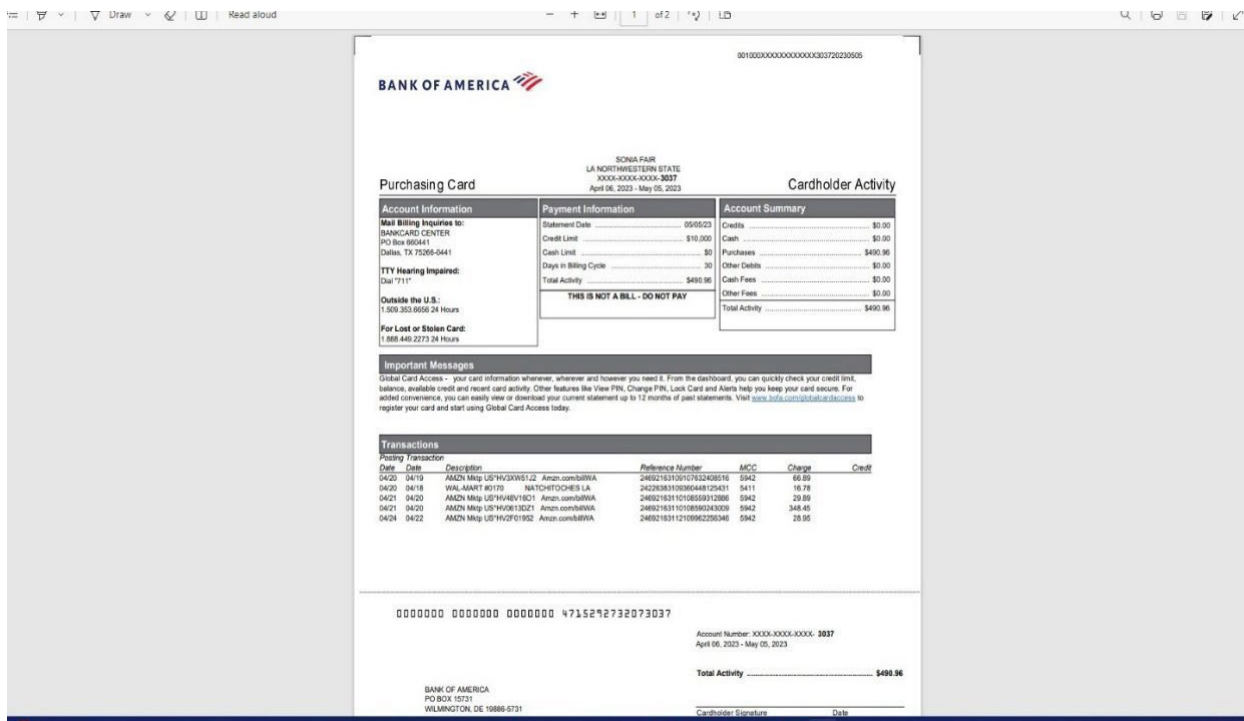 Draw
Read aloud
1 of 2
001000XXXXXXXXXXXXX303720230505
BANK OF AMERICA
SONIA FAIR
LA NORTHWESTERN STATE
XXXX-XXXX-XXXX-3037
April 06, 2023 - May 05, 2023
Purchasing Card
Cardholder Activity
Account Information
Mail Billing Inquiries to:
BANKCARD CENTER
PO Box 660441
Dallas, TX 75266-0441
TTY Hearing Impaired:
Dial "711"
Outside the U.S.:
1.509.353.6656 24 Hours
For Lost or Stolen Card:
1.888.449.2273 24 Hours
Payment Information
Statement Date 05/05/23
Credit Limit $10,000
Cash Limit $0
Days in Billing Cycle 30
Total Activity $490.96
THIS IS NOT A BILL - DO NOT PAY
Account Summary
Credits $0.00
Cash $0.00
Purchases $490.96
Other Debits $0.00
Cash Fees $0.00
Other Fees $0.00
Total Activity $490.96
Important Messages
Global Card Access - your card information whenever, wherever and however you need it. From the dashboard, you can quickly check your credit limit,
balance, available credit and recent card activity. Other features like View PIN, Change PIN, Lock Card and Alerts help you keep your card secure. For
added convenience, you can easily view or download your current statement up to 12 months of past statements. Visit www.bofa.com/globalcardaccess to
register your card and start using Global Card Access today.
Transactions
Posting Transaction
Date Date Description Reference Number MCC Charge Credit
04/20 04/19 AMZN Mktp US*HV3XW51J2 Amzn.com/billWA 24692163109107632408516 5942 66.89
04/20 04/18 WAL-MART #0170 NATCHITOCHES LA 24226383109360448125431 5411 16.78
04/21 04/20 AMZN Mktp US*HV48V16O1 Amzn.com/billWA 24692163110108559312886 5942 29.89
04/21 04/20 AMZN Mktp US*HV0613DZ1 Amzn.com/billWA 24692163110108590243009 5942 348.45
04/24 04/22 AMZN Mktp US*HV2F01952 Amzn.com/billWA 24692163112109962256346 5942 28.95
0000000 0000000 0000000 4715292732073037
Account Number: XXXX-XXXX-XXXX- 3037
April 06, 2023 - May 05, 2023
Total Activity $490.96
BANK OF AMERICA
PO BOX 15731
WILMINGTON, DE 19886-5731
Cardholder Signature Date